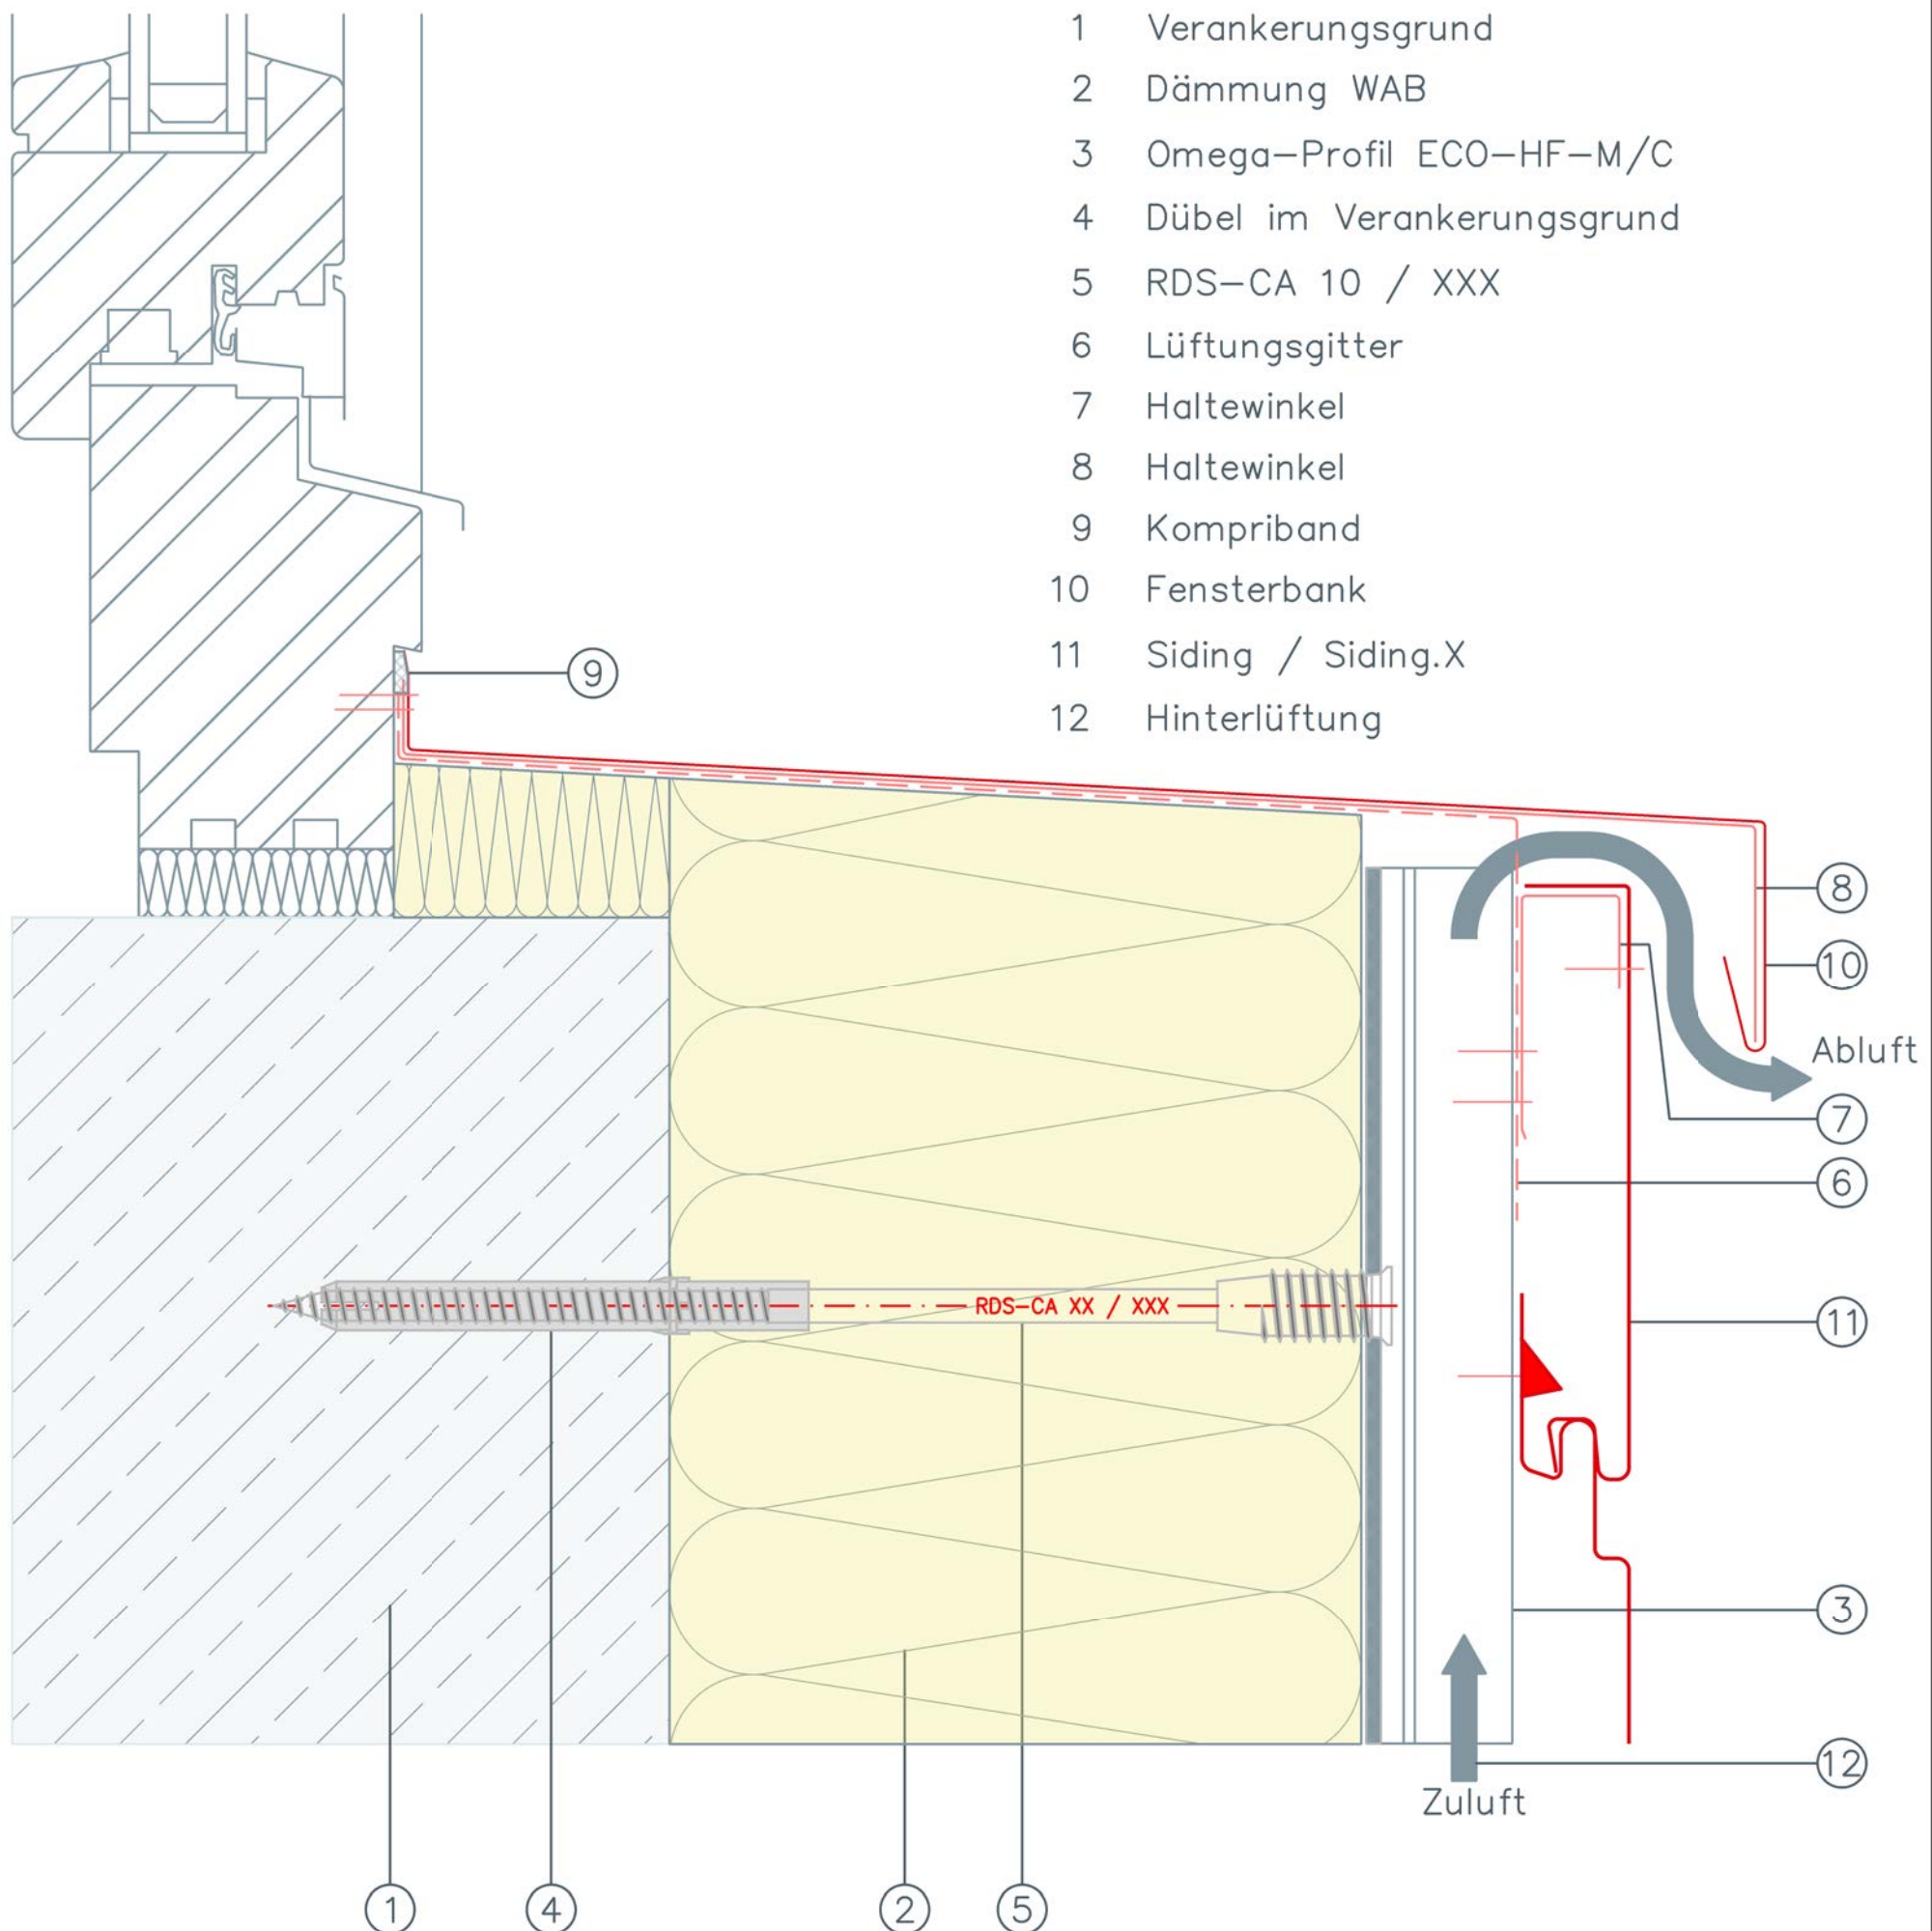 1 Verankerungsgrund
2 Dämmung WAB
3 Omega-Profil ECO-HF-M/C
4 Dübel im Verankerungsgrund
5 RDS-CA 10 / XXX
6 Lüftungsgitter
7 Haltewinkel
8 Haltewinkel
9 Kompriband
10 Fensterbank
11 Siding / Siding.X
12 Hinterlüftung
9
8
10
Abluft
7
6
RDS-CA XX / XXX
11
3
12
Zuluft
1 4 2 5